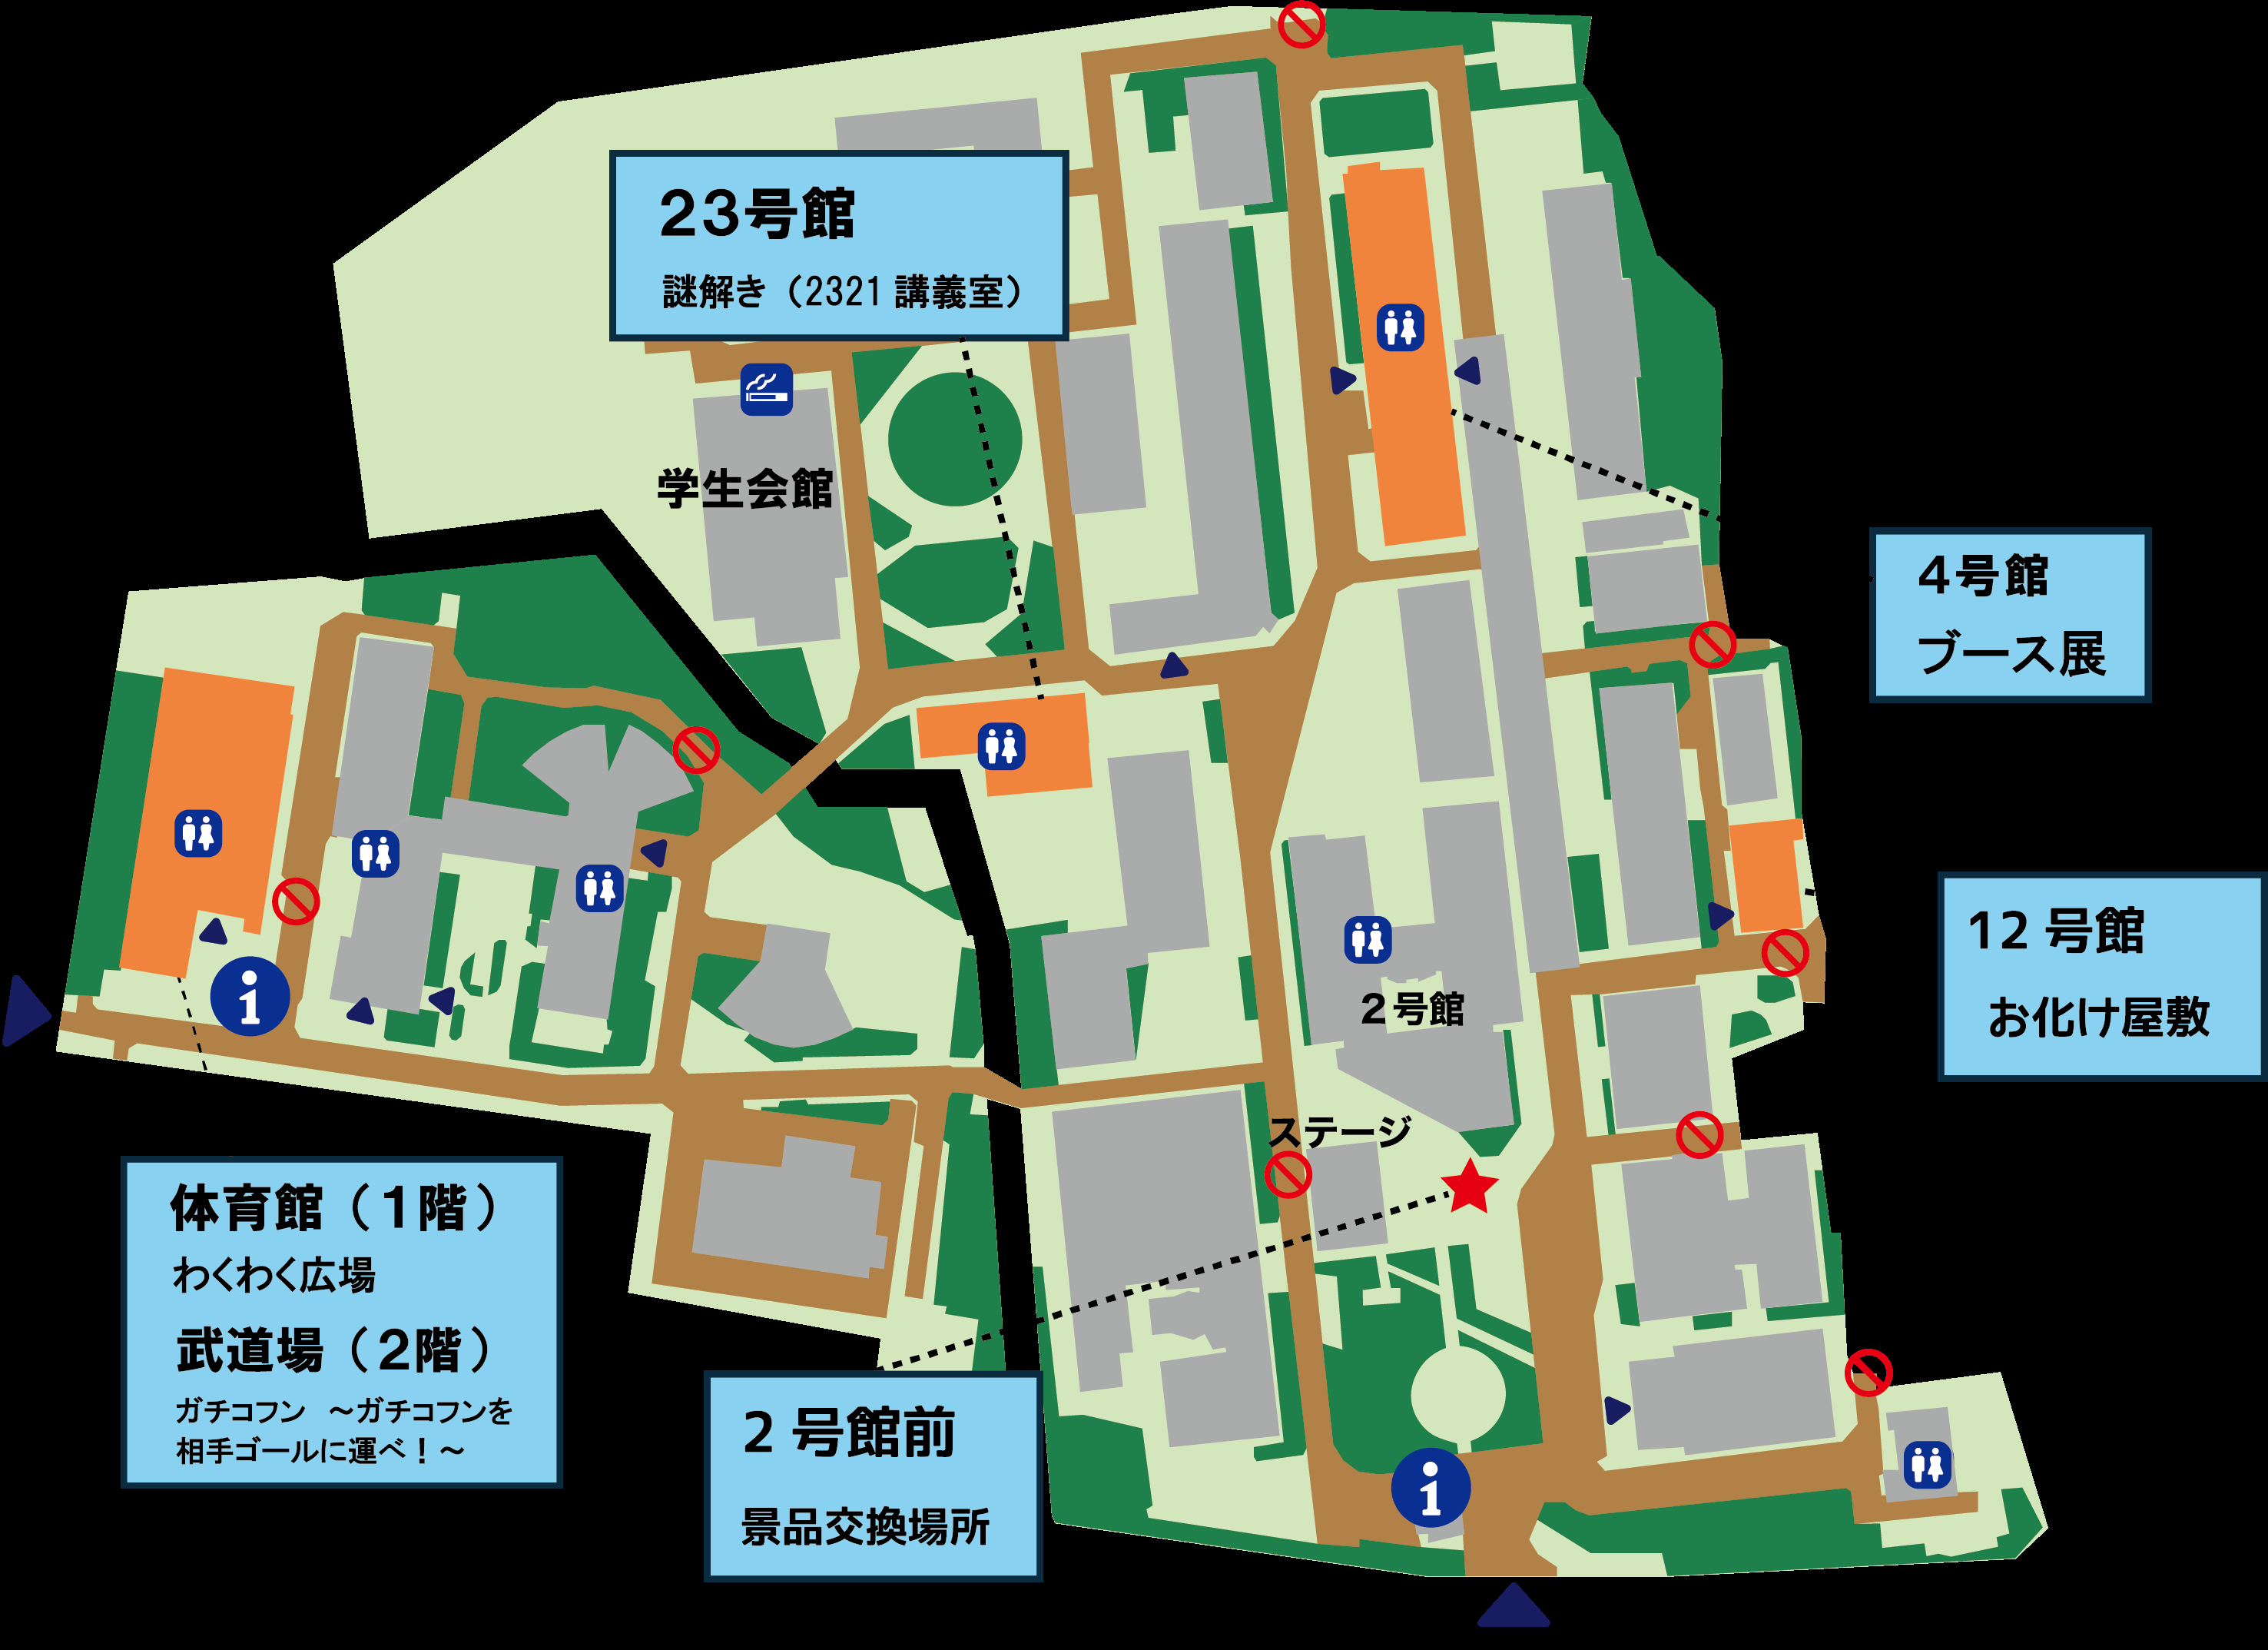 23号館
謎解き（2321 講義室）
学生会館
4号館
ブース展
12 号館
お化け屋敷
2号館
ステージ
体育館（1階）
わくわく広場
武道場（2階）
ガチコフン　～ガチコフンを
相手ゴールに運べ！～
2 号館前
景品交換場所